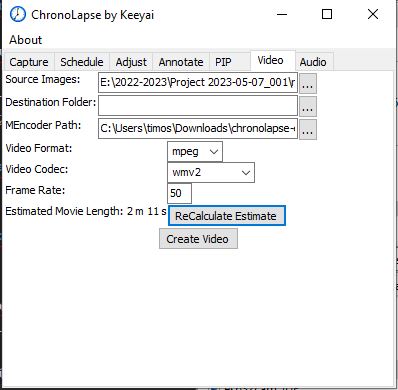 ChronoLapse by Keeyai
About
Capture Schedule Adjust Annotate PIP Video Audio
Source Images: E:\2022-2023\Project 2023-05-07_001\r ...
Destination Folder: ...
MEncoder Path: C:\Users\timos\Downloads\chronolapse- ...
Video Format: mpeg
Video Codec: wmv2
Frame Rate: 50
Estimated Movie Length: 2 m 11 s ReCalculate Estimate
Create Video